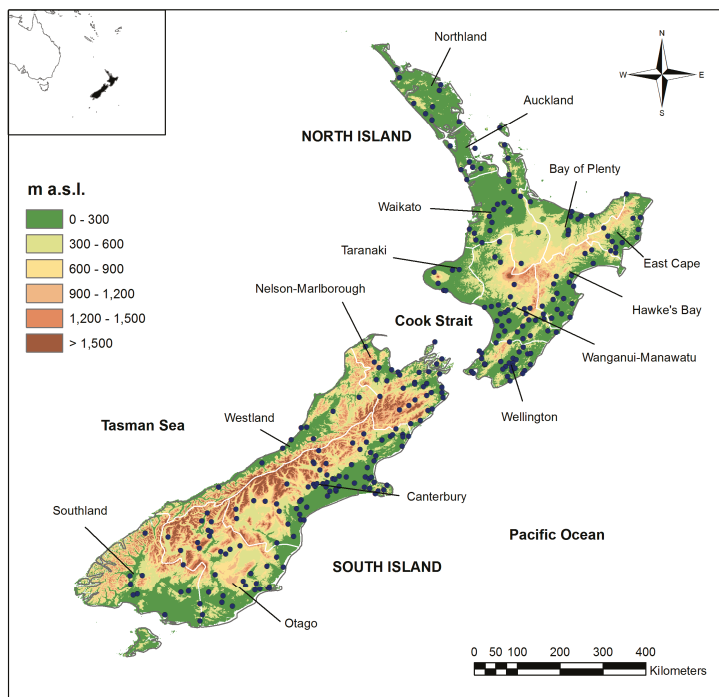 Northland
N
W E
S
Auckland
NORTH ISLAND
Bay of Plenty
m a.s.l.
0 - 300
300 - 600
600 - 900
900 - 1,200
1,200 - 1,500
> 1,500
Waikato
Taranaki
East Cape
Nelson-Marlborough
Hawke's Bay
Cook Strait
Wanganui-Manawatu
Wellington
Tasman Sea
Westland
Canterbury
Southland
Pacific Ocean
SOUTH ISLAND
Otago
0 50 100 200 300 400
Kilometers